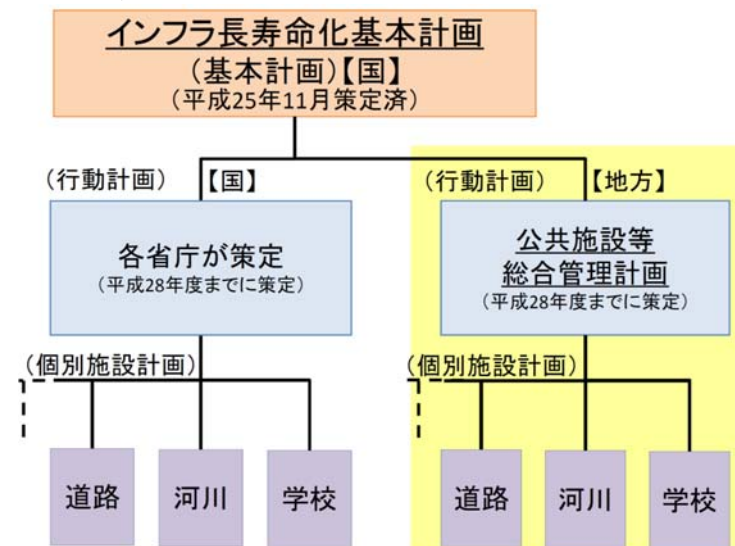 インフラ長寿命化基本計画
(基本計画)【国】
(平成25年11月策定済)
(行動計画) 【国】
各省庁が策定
(平成28年度までに策定)
(個別施設計画)
道路
河川
学校
(行動計画) 【地方】
公共施設等
総合管理計画
(平成28年度までに策定)
(個別施設計画)
道路
河川
学校